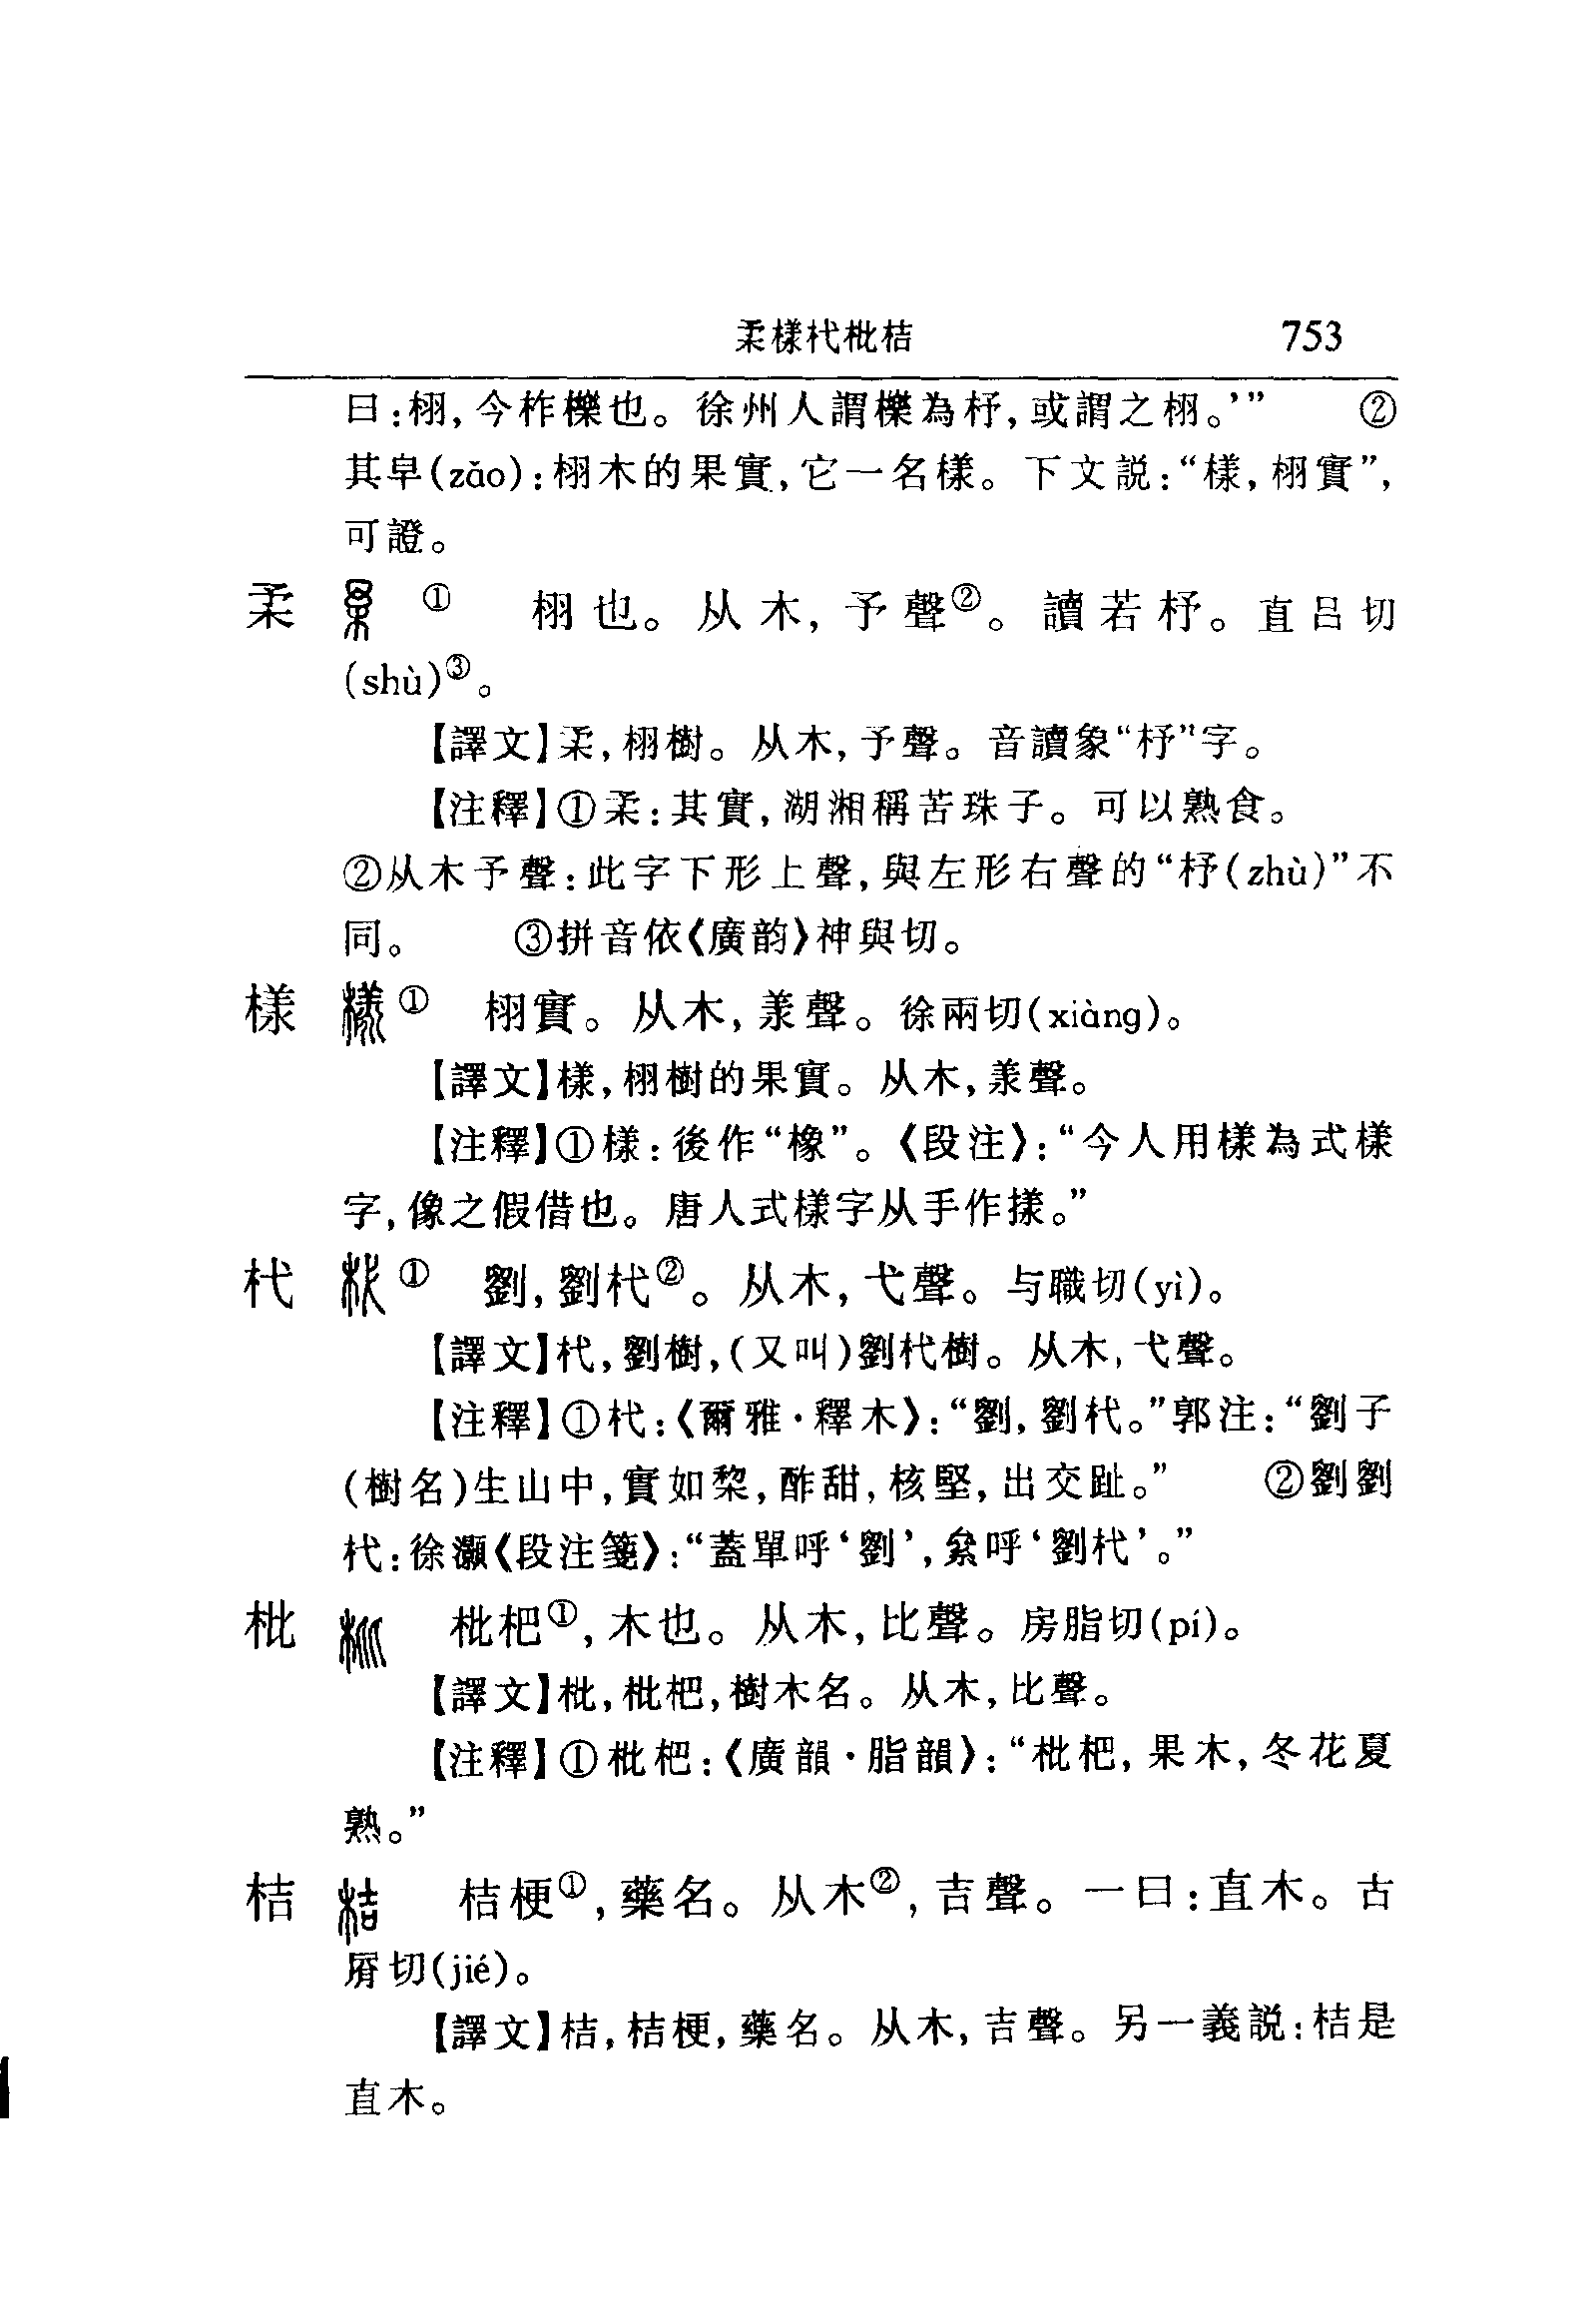 柔樣杙枇桔 753
曰:栩,今柞櫟也。徐州人謂櫟為杼,或謂之栩。’” ②
其皁(zǎo):栩木的果實,它一名樣。下文説:“樣,栩實”,
可證。
柔 ① 栩也。从木,予聲②。讀若杼。直吕切
(shù)③。
【譯文】柔,栩樹。从木,予聲。音讀象“杼”字。
【注釋】①柔:其實,湖湘稱苦珠子。可以熟食。
②从木予聲:此字下形上聲,與左形右聲的“杼(zhù)”不
同。 ③拼音依《廣韵》神與切。
樣 ① 栩實。从木,羕聲。徐兩切(xiàng)。
【譯文】樣,栩樹的果實。从木,羕聲。
【注釋】①樣:後作“橡”。《段注》:“今人用樣為式樣
字,像之假借也。唐人式樣字从手作㨾。”
杙 ① 劉,劉杙②。从木,弋聲。与職切(yì)。
【譯文】杙,劉樹,(又叫)劉杙樹。从木,弋聲。
【注釋】①杙:《爾雅·釋木》:“劉,劉杙。”郭注:“劉子
(樹名)生山中,實如棃,酢甜,核堅,出交趾。” ②劉劉
杙:徐灝《段注箋》:“蓋單呼‘劉’,絫呼‘劉杙’。”
枇 枇杷①,木也。从木,比聲。房脂切(pí)。
【譯文】枇,枇杷,樹木名。从木,比聲。
【注釋】①枇杷:《廣韻·脂韻》:“枇杷,果木,冬花夏
熟。”
桔 桔梗①,藥名。从木②,吉聲。一曰:直木。古
屑切(jié)。
【譯文】桔,桔梗,藥名。从木,吉聲。另一義説:桔是
直木。